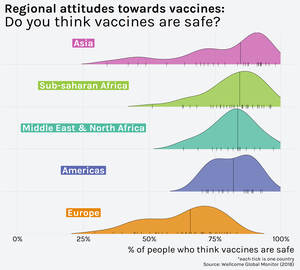 Regional attitudes towards vaccines:
Do you think vaccines are safe?
Asia
Sub-saharan Africa
Middle East & North Africa
Americas
Europe
0% 25% 50% 75% 100%
% of people who think vaccines are safe
*each tick is one country
Source: Wellcome Global Monitor (2018)